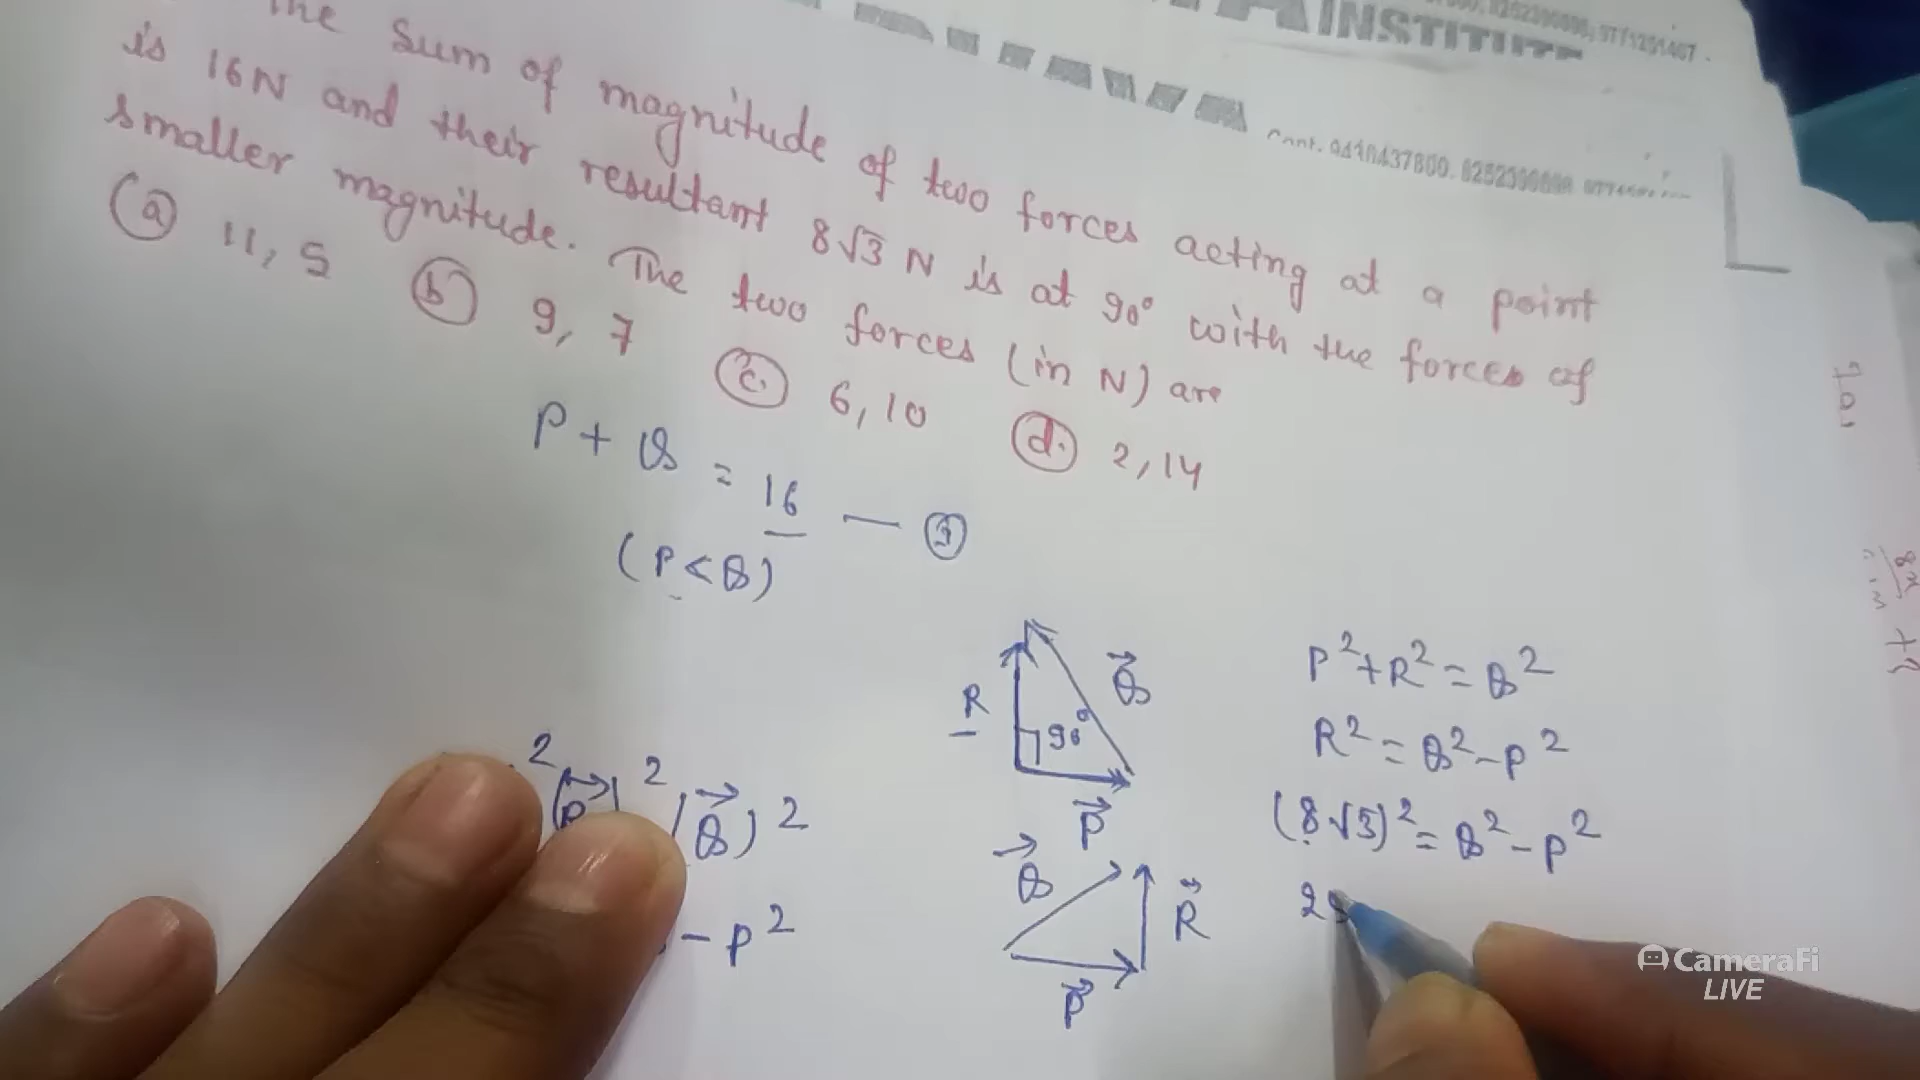 The Sum of magnitude of two forces acting at a point
is 16N and their resultant 8√3 N is at 90° with the forces of
smaller magnitude. The two forces (in N) are
(a) 11, 5 (b) 9, 7 (c.) 6, 10 (d.) 2, 14
P + Q = 16 — (1)
(P < Q)
R 90° Q P
Q R P
P²+R² = Q²
R² = Q² - P²
(8√3)² = Q² - P²
- P²
INSTITUTE
CameraFi
LIVE